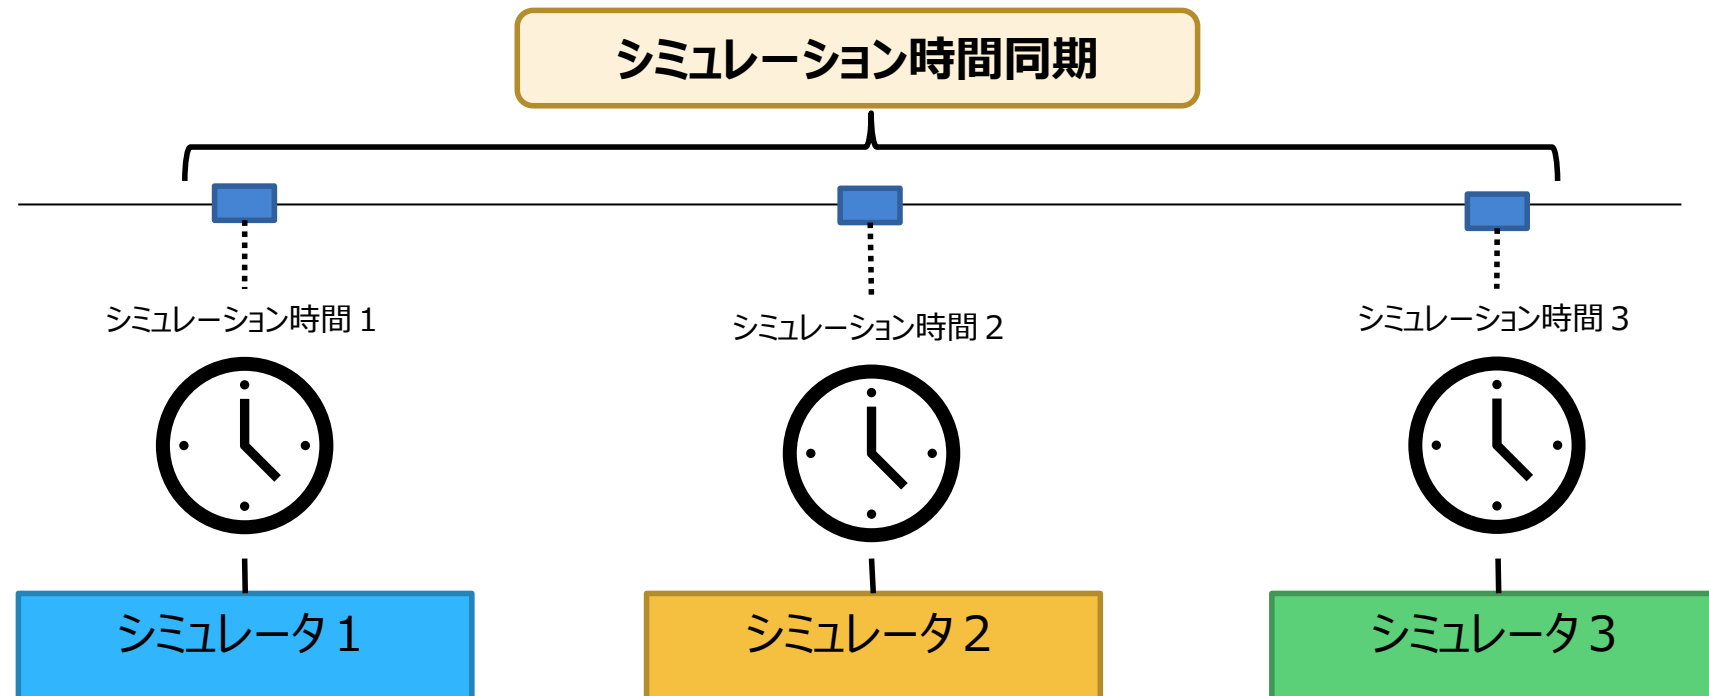 シミュレーション時間同期
シミュレーション時間１
シミュレーション時間２
シミュレーション時間３
シミュレータ１
シミュレータ２
シミュレータ３